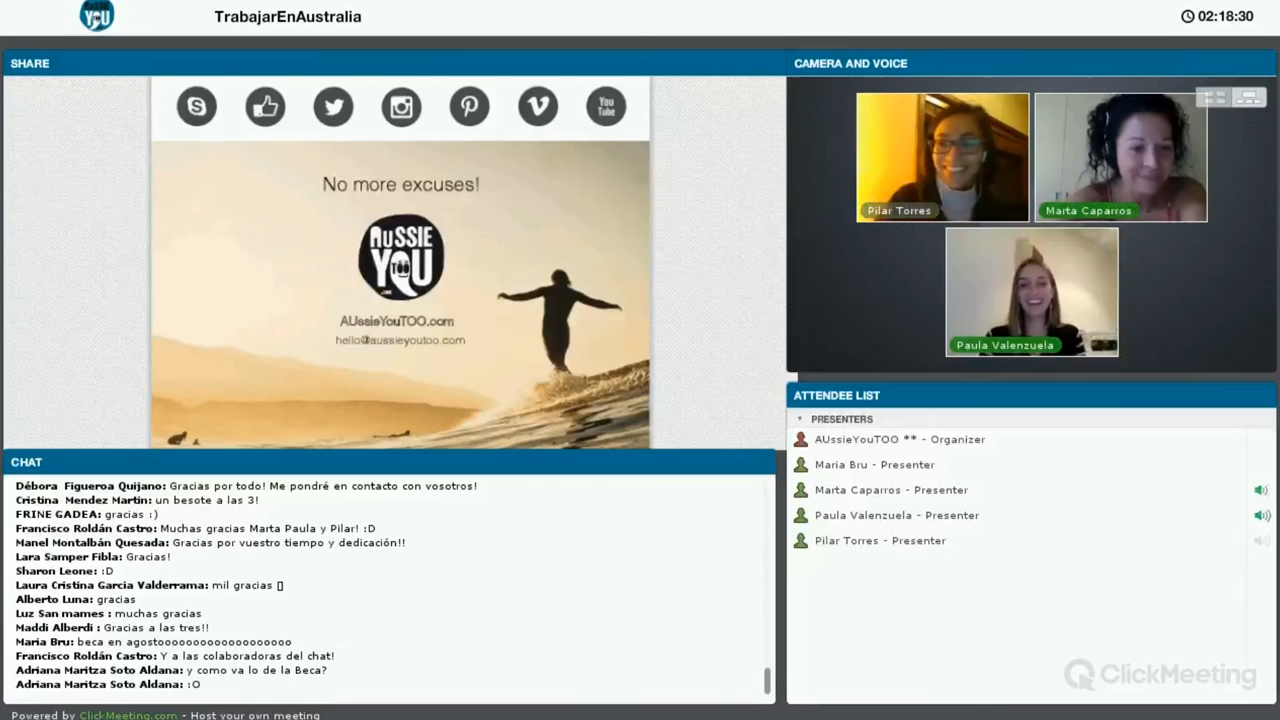 AUSSIE
YOU
TrabajarEnAustralia
02:18:30
SHARE
You
Tube
No more excuses!
AUSSIE
YOU
TOO
AUssieYouTOO.com
hello@aussieyoutoo.com
CAMERA AND VOICE
Pilar Torres
Marta Caparros
Paula Valenzuela
ATTENDEE LIST
PRESENTERS
AUssieYouTOO ** - Organizer
Maria Bru - Presenter
Marta Caparros - Presenter
Paula Valenzuela - Presenter
Pilar Torres - Presenter
CHAT
Débora Figueroa Quijano: Gracias por todo! Me pondré en contacto con vosotros!
Cristina Mendez Martin: un besote a las 3!
FRINE GADEA: gracias :)
Francisco Roldán Castro: Muchas gracias Marta Paula y Pilar! :D
Manel Montalbán Quesada: Gracias por vuestro tiempo y dedicación!!
Lara Samper Fibla: Gracias!
Sharon Leone: :D
Laura Cristina Garcia Valderrama: mil gracias
Alberto Luna: gracias
Luz San mames : muchas gracias
Maddi Alberdi : Gracias a las tres!!
Maria Bru: beca en agostoooooooooooooooooooo
Francisco Roldán Castro: Y a las colaboradoras del chat!
Adriana Maritza Soto Aldana: y como va lo de la Beca?
Adriana Maritza Soto Aldana: :O
ClickMeeting
Powered by ClickMeeting.com - Host your own meeting